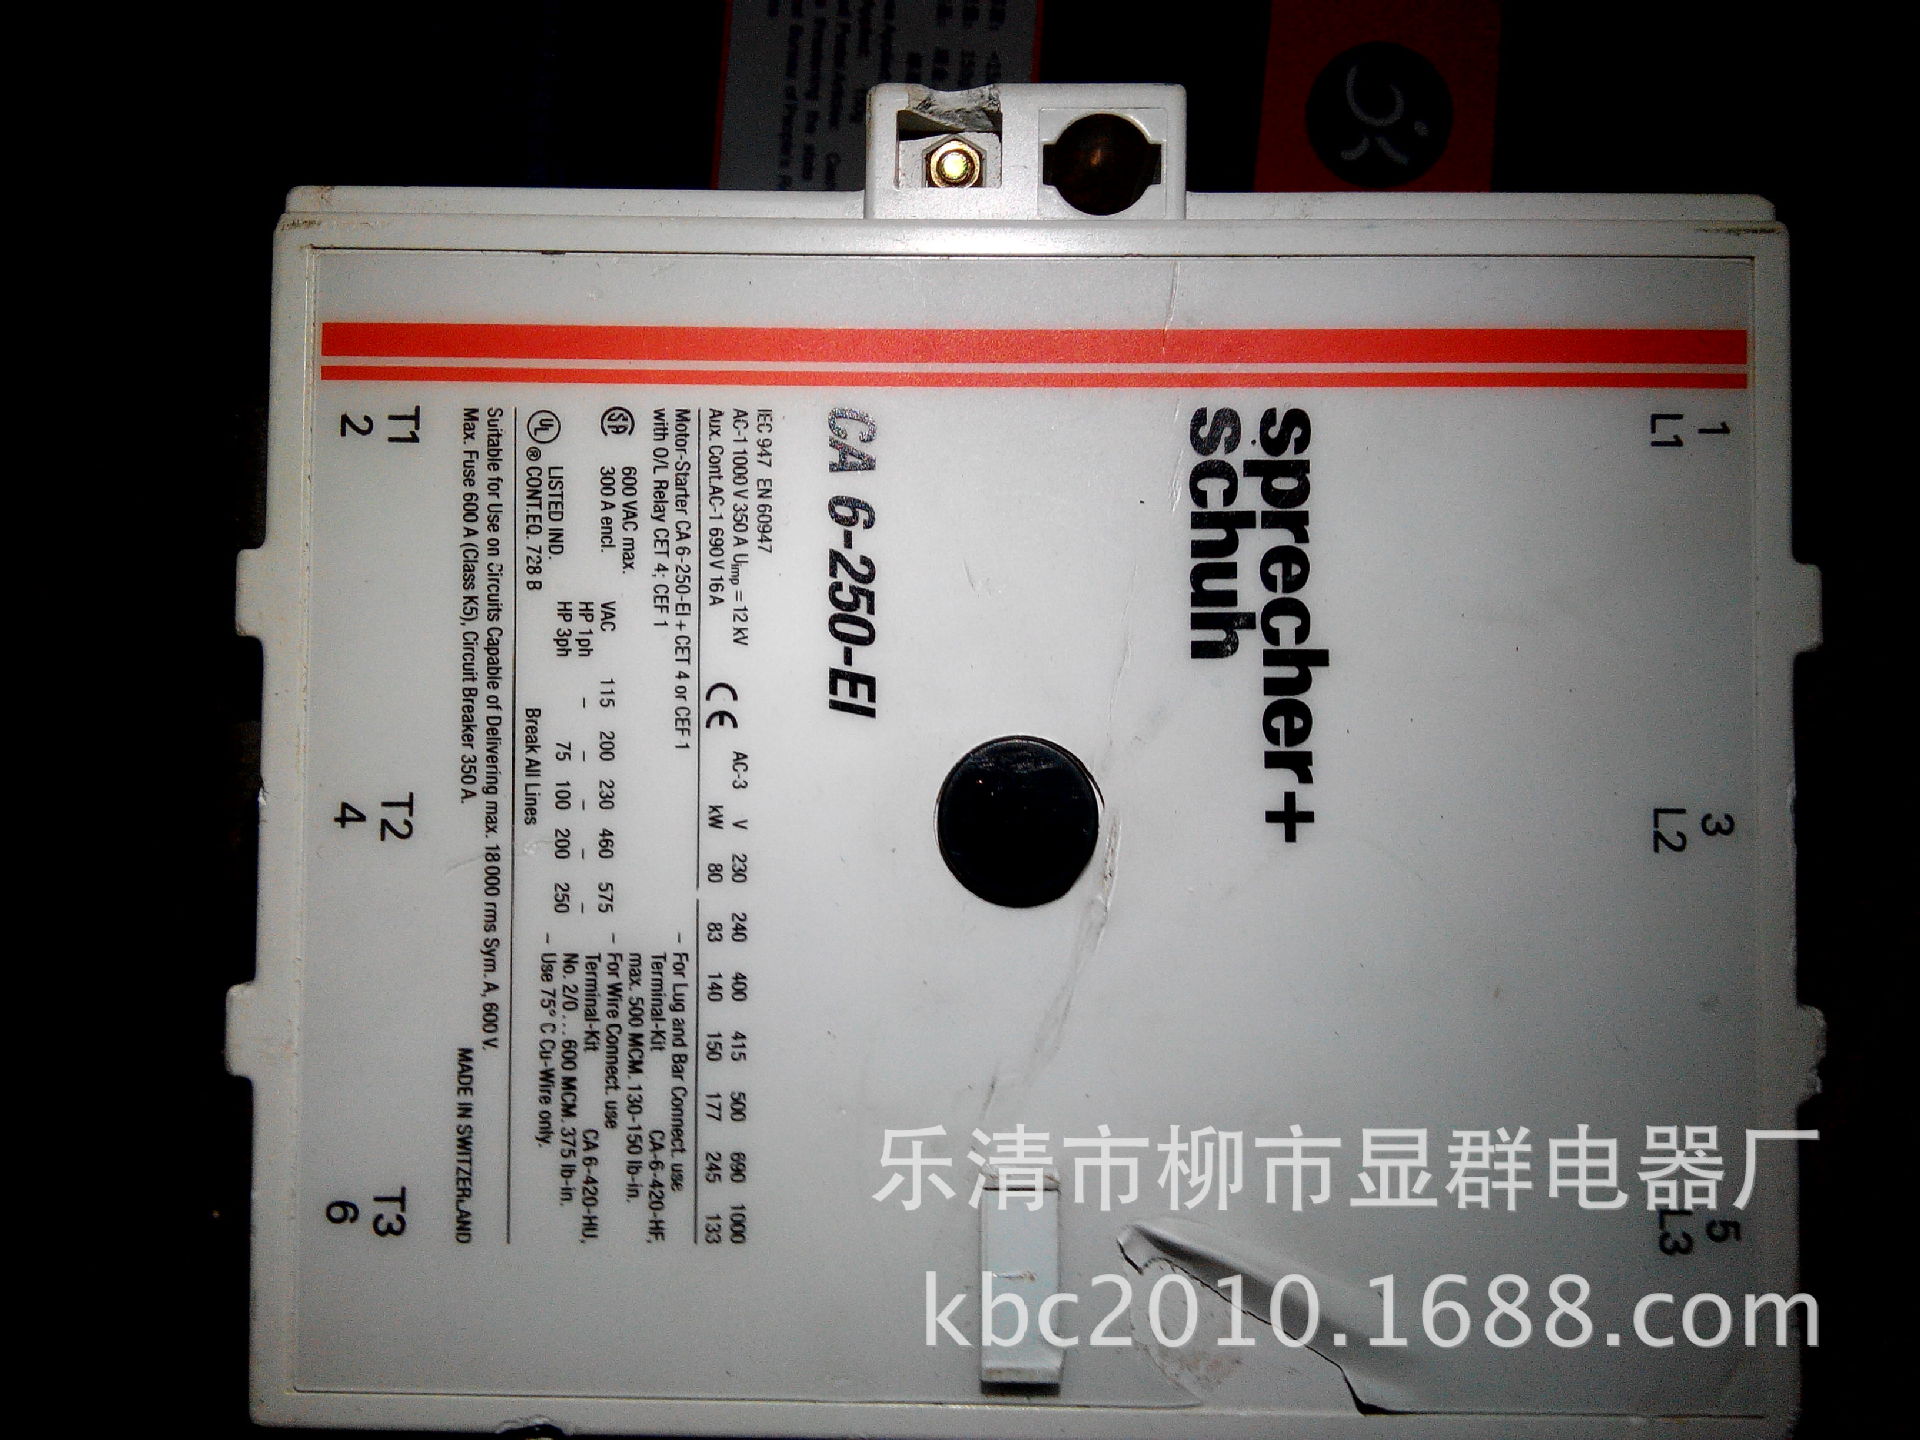 1 3 5
L1 L2 L3
sprecher+
schuh
CA 6-250-EI
IEC 947 EN 60947
AC-1 1000 V 350 A Uimp = 12 kV
Aux. Cont. AC-1 690 V 16 A
CE
AC-3 V 230 240 400 415 500 690 1000
kW 80 83 140 150 177 245 133
Motor-Starter CA 6-250-EI + CET 4 or CEF 1
with O/L Relay CET 4; CEF 1
SA
600 VAC max.
300 A encl.
VAC 115 200 230 460 575
HP 1ph – – – – –
HP 3ph – 75 100 200 250
UL ® LISTED IND.
CONT.EQ. 728 B
Break All Lines
– For Lug and Bar Connect. use
Terminal-Kit CA-6-420-HF,
max. 500 MCM. 130-150 lb-in.
– For Wire Connect. use
Terminal-Kit CA 6-420-HU,
No. 2/0 ... 600 MCM. 375 lb-in.
– Use 75° C Cu-Wire only.
Suitable for Use on Circuits Capable of Delivering max. 18 000 rms Sym. A, 600 V.
Max. Fuse 600 A (Class K5), Circuit Breaker 350 A.
MADE IN SWITZERLAND
T1 T2 T3
2 4 6
乐清市柳市显群电器厂
kbc2010.1688.com